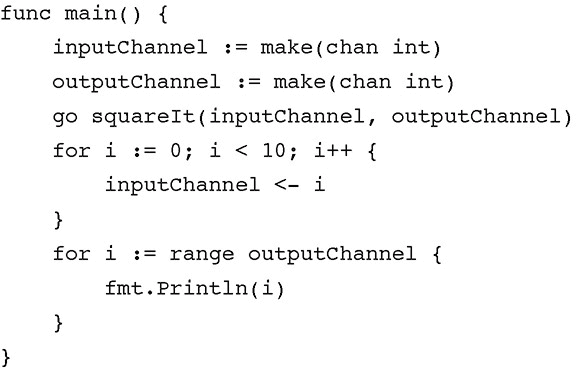 func main() {
    inputChannel := make(chan int)
    outputChannel := make(chan int)
    go squareIt(inputChannel, outputChannel)
    for i := 0; i < 10; i++ {
        inputChannel <- i
    }
    for i := range outputChannel {
        fmt.Println(i)
    }
}